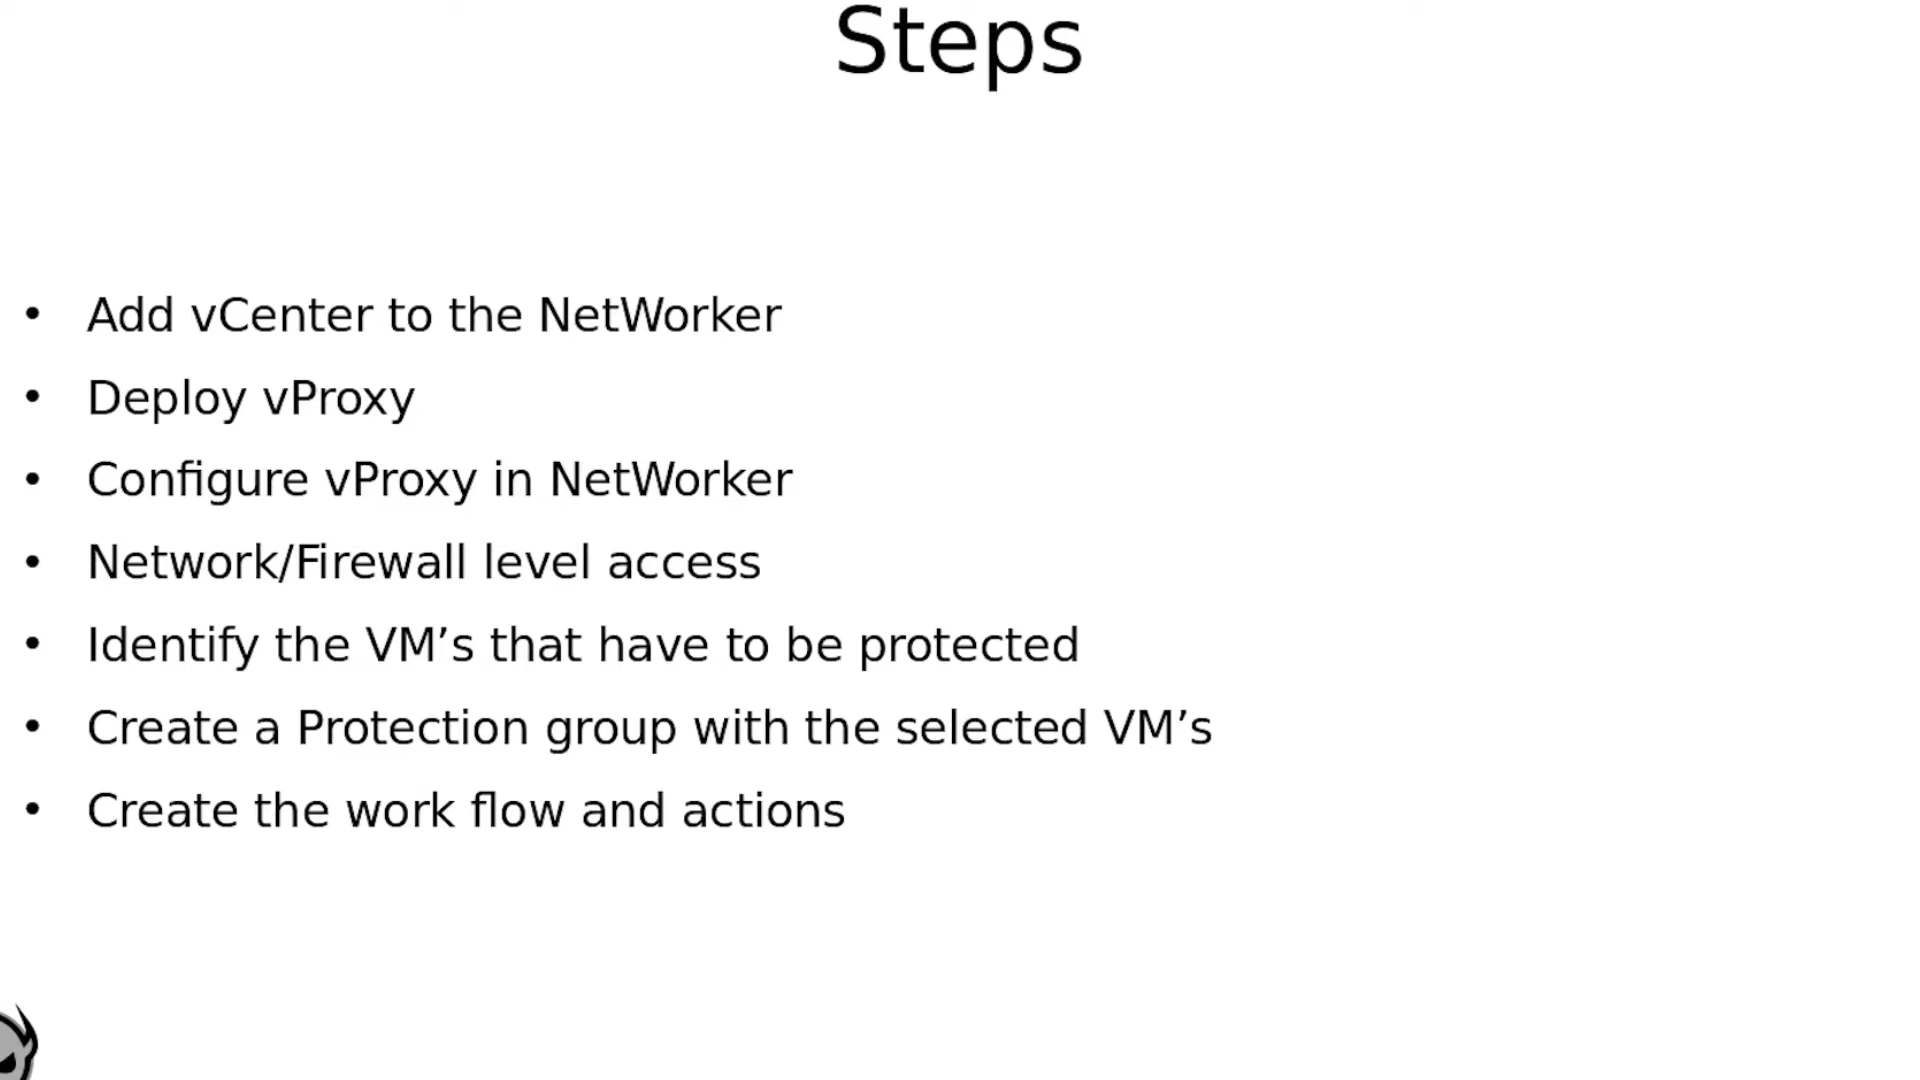 Steps
• Add vCenter to the NetWorker
• Deploy vProxy
• Configure vProxy in NetWorker
• Network/Firewall level access
• Identify the VM’s that have to be protected
• Create a Protection group with the selected VM’s
• Create the work flow and actions